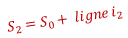 S₂ = S₀ + ligne i₂